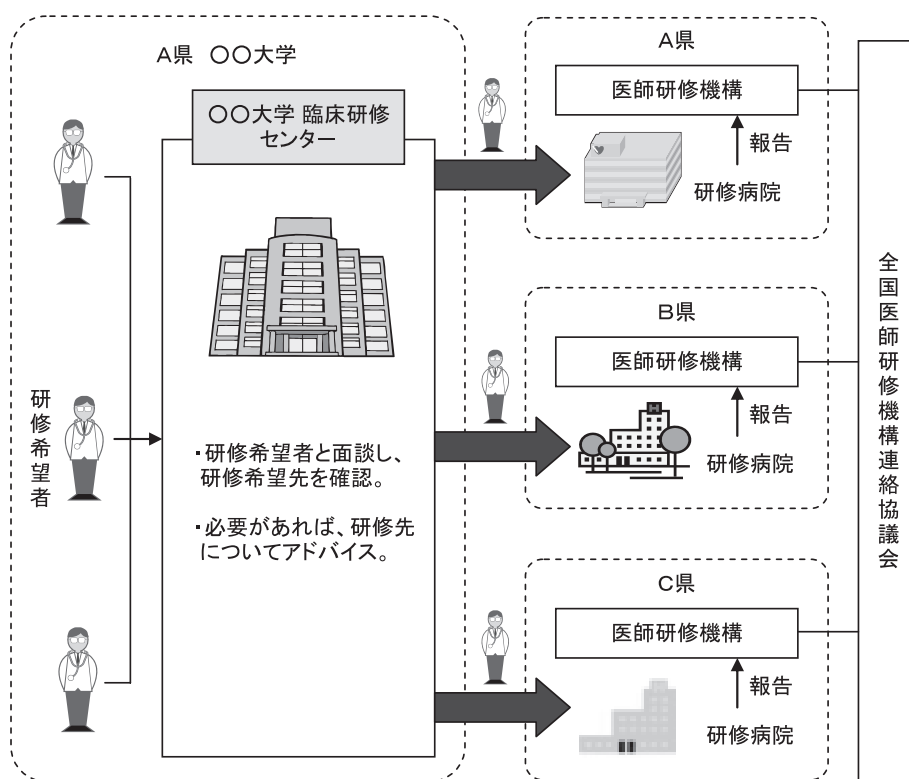 A県 〇〇大学
〇〇大学 臨床研修
センター
研修希望者
・研修希望者と面談し、
研修希望先を確認。
・必要があれば、研修先
についてアドバイス。
A県
医師研修機構
報告
研修病院
B県
医師研修機構
H
報告
研修病院
C県
医師研修機構
報告
研修病院
全国医師研修機構連絡協議会